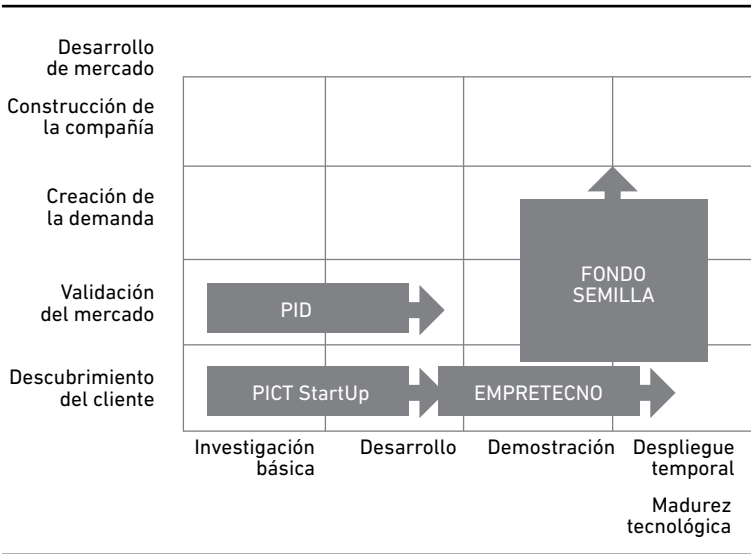 Desarrollo
de mercado
Construcción de
la compañía
Creación de
la demanda
Validación
del mercado
Descubrimiento
del cliente
FONDO
SEMILLA
PID
PICT StartUp
EMPRETECNO
Investigación
básica
Desarrollo
Demostración
Despliegue
temporal
Madurez
tecnológica